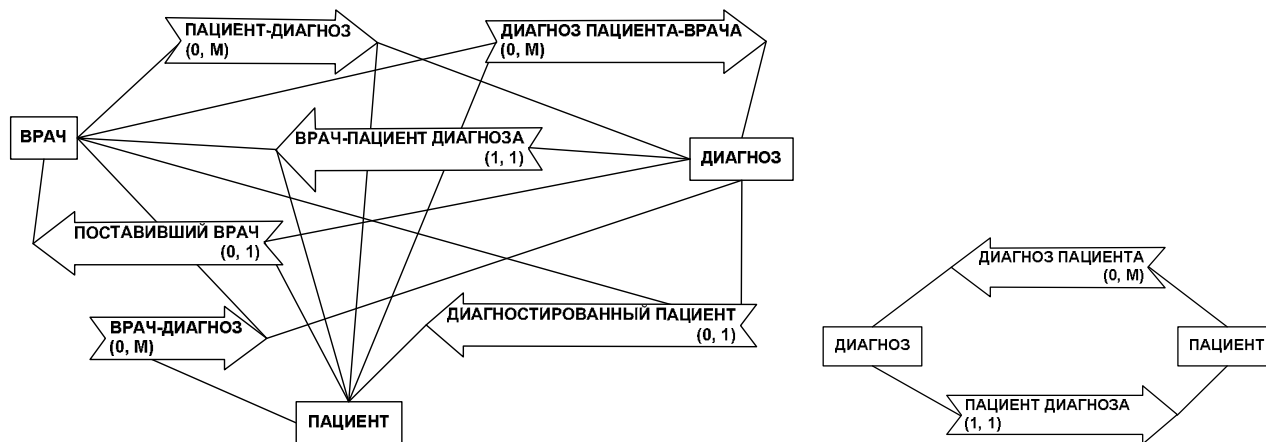 ПАЦИЕНТ-ДИАГНОЗ
(0, М)
ДИАГНОЗ ПАЦИЕНТА-ВРАЧА
(0, М)
ВРАЧ
ВРАЧ-ПАЦИЕНТ ДИАГНОЗА
(1, 1)
ДИАГНОЗ
ПОСТАВИВШИЙ ВРАЧ
(0, 1)
ВРАЧ-ДИАГНОЗ
(0, М)
ДИАГНОСТИРОВАННЫЙ ПАЦИЕНТ
(0, 1)
ПАЦИЕНТ
ДИАГНОЗ ПАЦИЕНТА
(0, М)
ДИАГНОЗ
ПАЦИЕНТ
ПАЦИЕНТ ДИАГНОЗА
(1, 1)